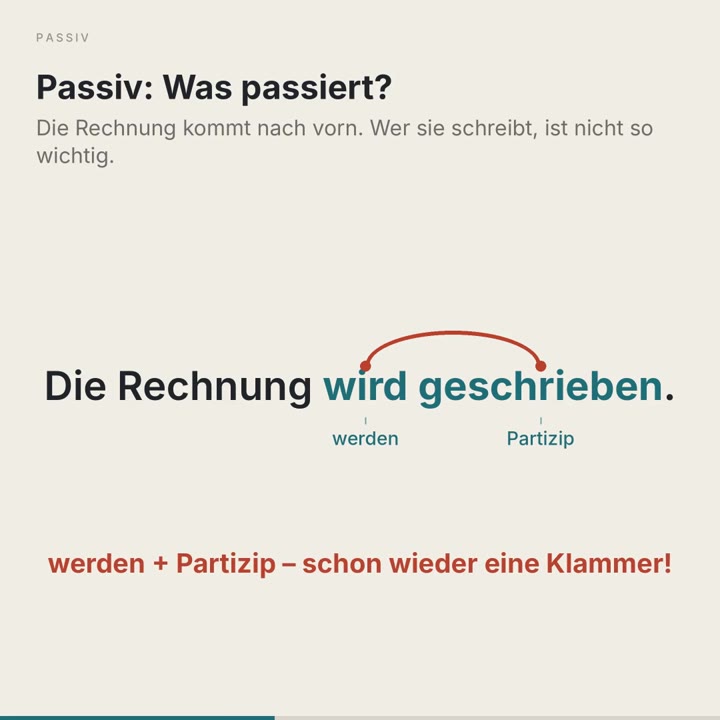 PASSIV
Passiv: Was passiert?
Die Rechnung kommt nach vorn. Wer sie schreibt, ist nicht so
wichtig.
Die Rechnung wird geschrieben.
werden Partizip
werden + Partizip – schon wieder eine Klammer!